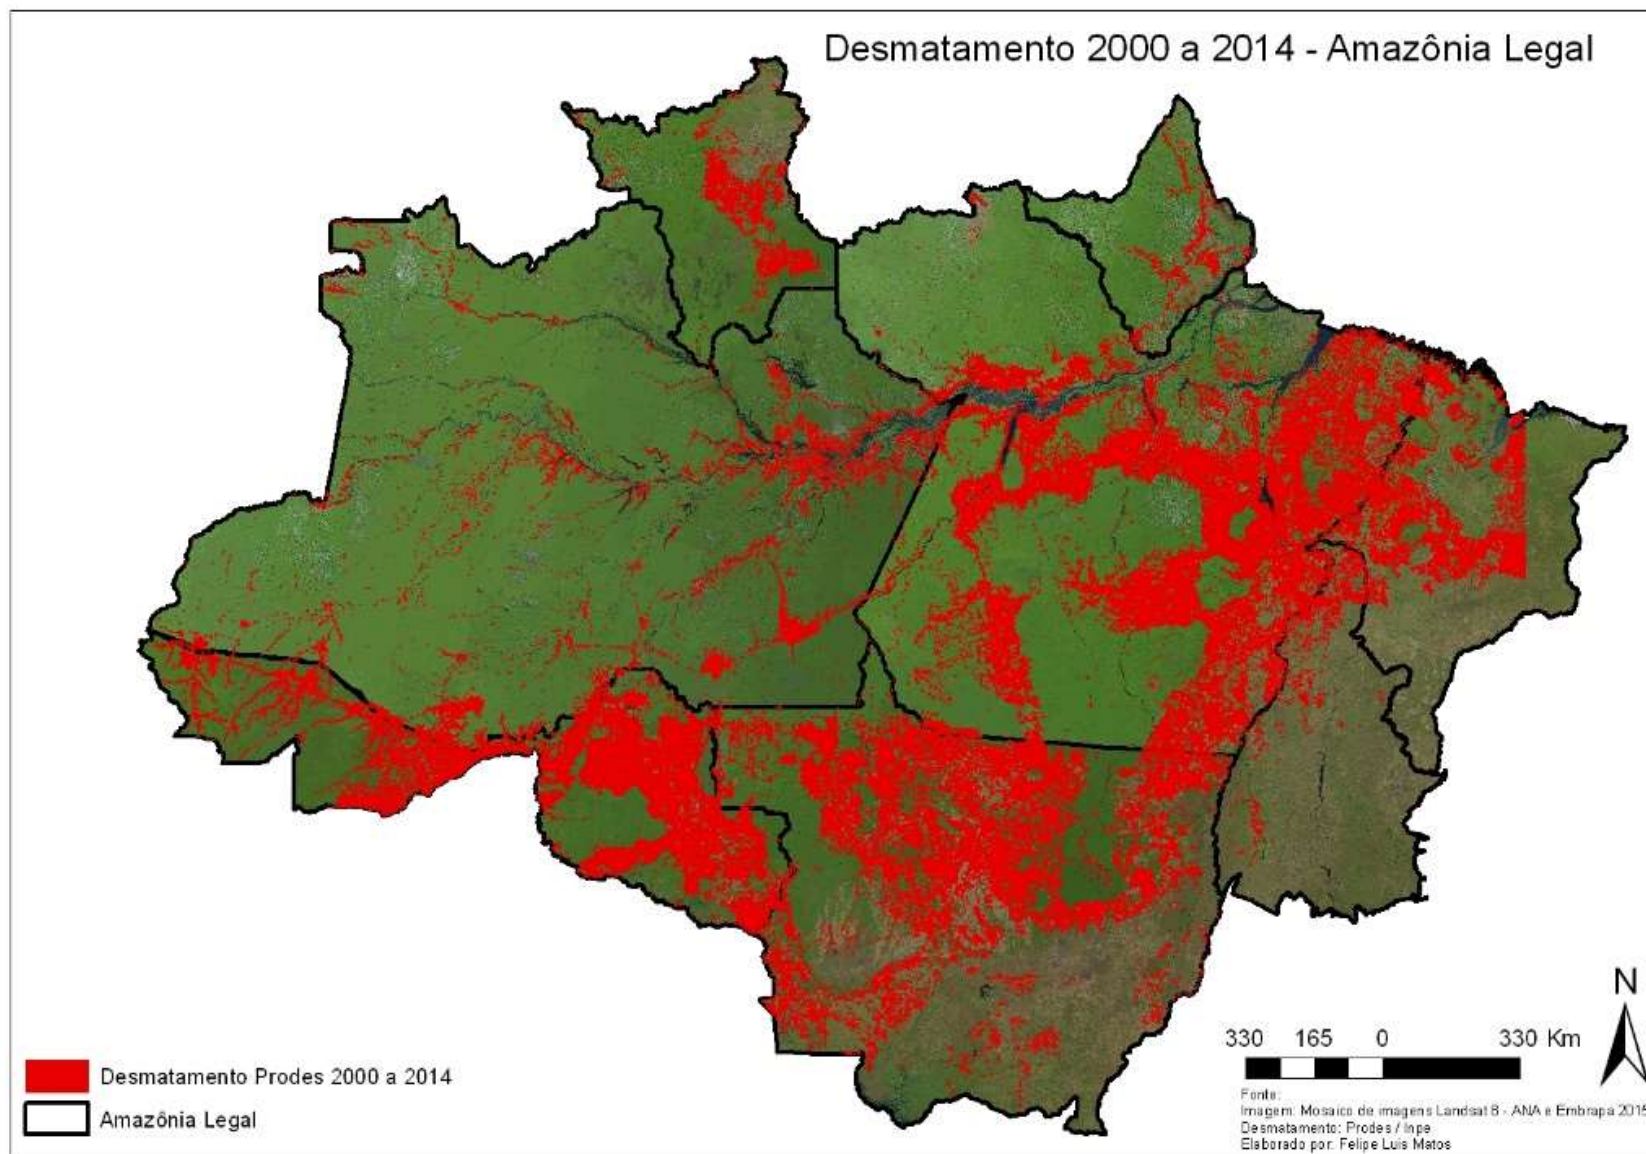 Desmatamento 2000 a 2014 - Amazônia Legal
N
330 165 0 330 Km
Desmatamento Prodes 2000 a 2014
Amazônia Legal
Fonte:
Imagem: Mosaico de imagens Landsat 8 - ANA e Embrapa 2015
Desmatamento: Prodes / Inpe
Elaborado por: Felipe Luis Matos